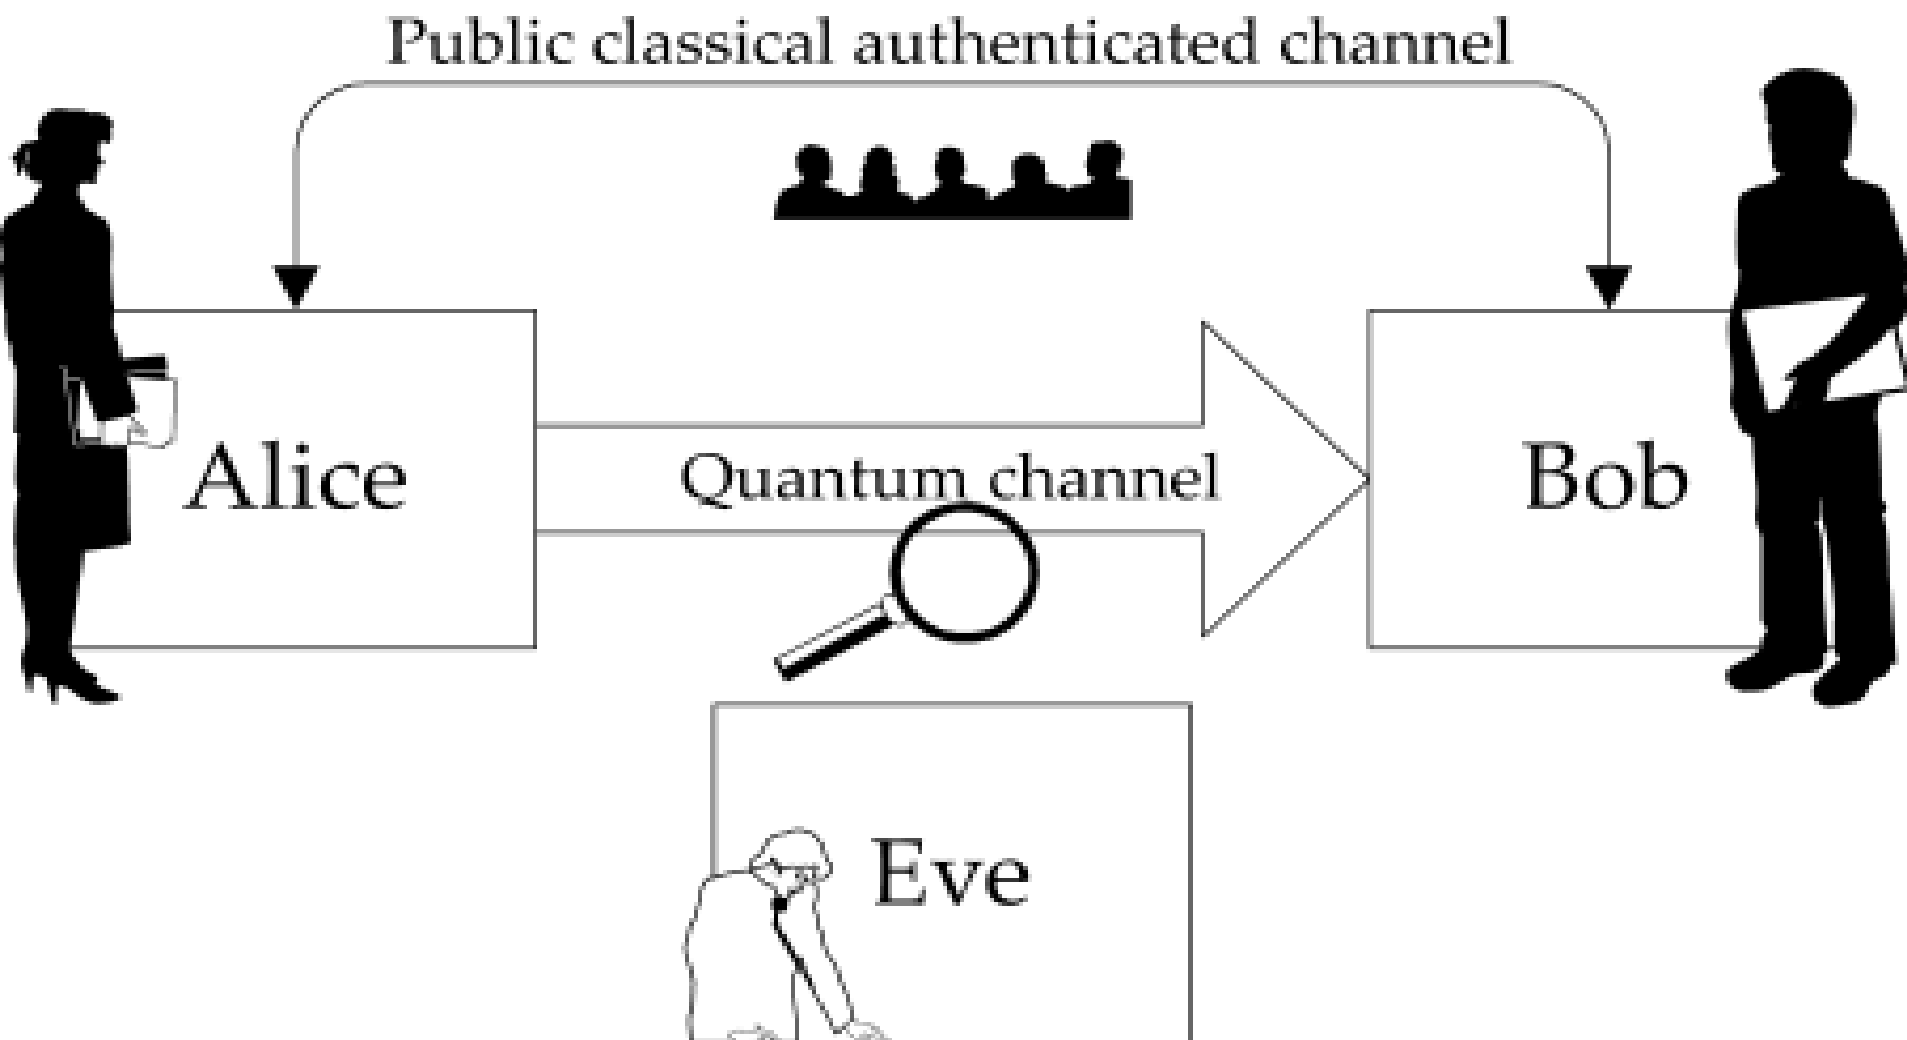 Public classical authenticated channel
Alice
Quantum channel
Bob
Eve